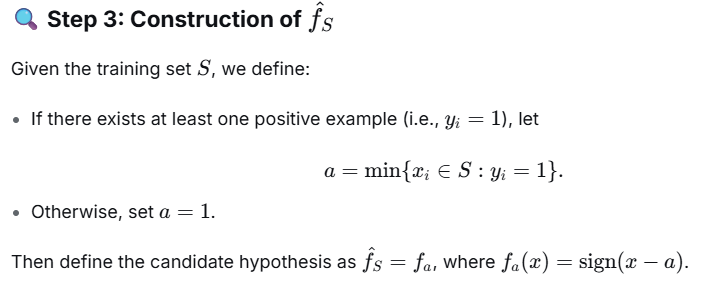 🔍 Step 3: Construction of $\hat{f}_S$
Given the training set $S$, we define:
• If there exists at least one positive example (i.e., $y_i = 1$), let
$a = \min\{x_i \in S : y_i = 1\}.$
• Otherwise, set $a = 1$.
Then define the candidate hypothesis as $\hat{f}_S = f_a$, where $f_a(x) = \text{sign}(x - a)$.